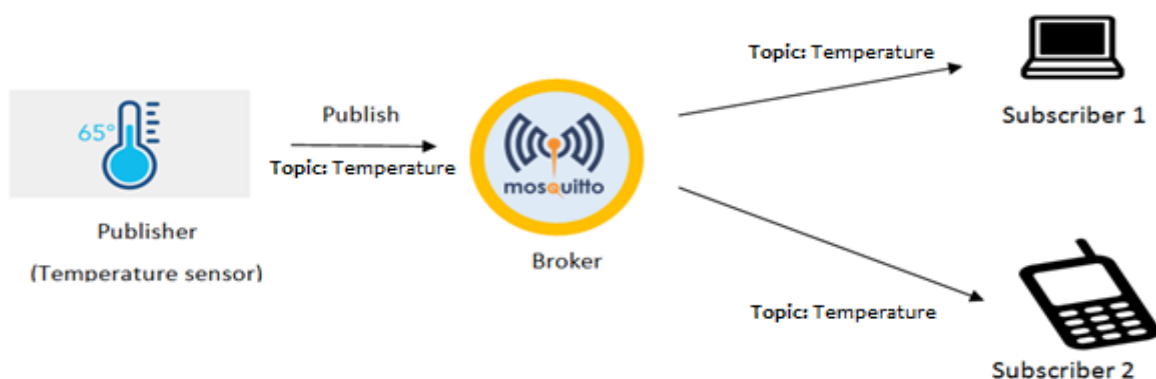 65°
Publish
Topic: Temperature
Publisher
(Temperature sensor)
mosquitto
Broker
Topic: Temperature
Subscriber 1
Topic: Temperature
Subscriber 2